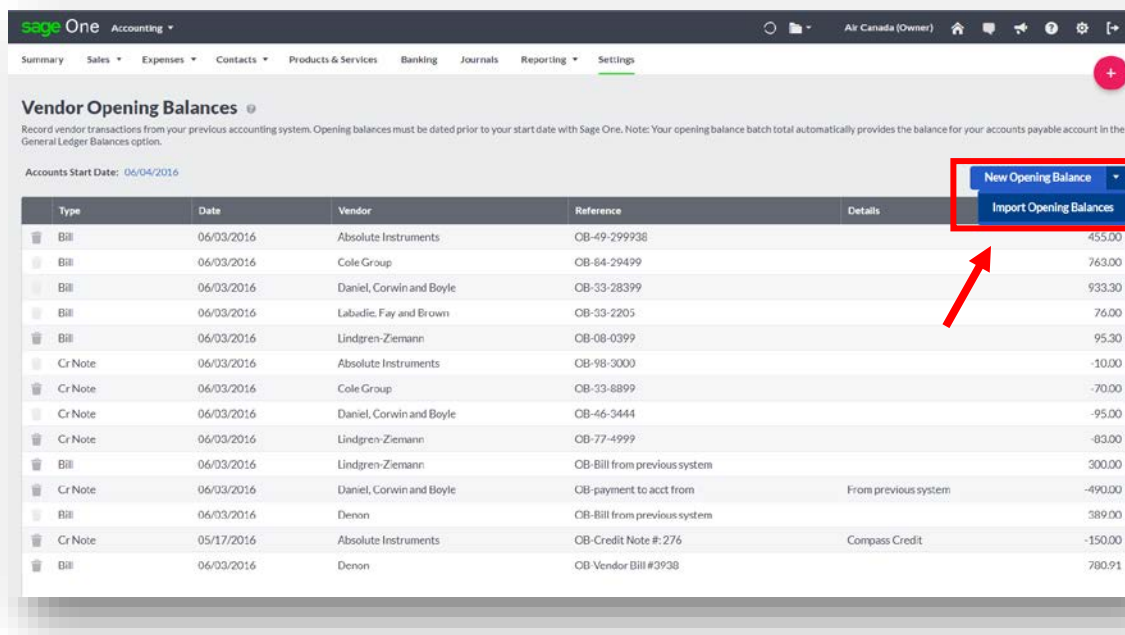 sage One Accounting Air Canada (Owner)
Summary Sales Expenses Contacts Products & Services Banking Journals Reporting Settings
+
Vendor Opening Balances
Record vendor transactions from your previous accounting system. Opening balances must be dated prior to your start date with Sage One. Note: Your opening balance batch total automatically provides the balance for your accounts payable account in the
General Ledger Balances option.
Accounts Start Date: 06/04/2016
New Opening Balance
Import Opening Balances
Type Date Vendor Reference Details
Bill 06/03/2016 Absolute Instruments OB-49-299938 455.00
Bill 06/03/2016 Cole Group OB-84-29499 763.00
Bill 06/03/2016 Daniel, Corwin and Boyle OB-33-28399 933.30
Bill 06/03/2016 Labadie, Fay and Brown OB-33-2205 76.00
Bill 06/03/2016 Lindgren-Ziemann OB-08-0399 95.30
Cr Note 06/03/2016 Absolute Instruments OB-98-3000 -10.00
Cr Note 06/03/2016 Cole Group OB-33-8899 -70.00
Cr Note 06/03/2016 Daniel, Corwin and Boyle OB-46-3444 -95.00
Cr Note 06/03/2016 Lindgren-Ziemann OB-77-4999 -83.00
Bill 06/03/2016 Lindgren-Ziemann OB-Bill from previous system 300.00
Cr Note 06/03/2016 Daniel, Corwin and Boyle OB-payment to acct from From previous system -490.00
Bill 06/03/2016 Denon OB-Bill from previous system 389.00
Cr Note 05/17/2016 Absolute Instruments OB-Credit Note #: 276 Compass Credit -150.00
Bill 06/03/2016 Denon OB-Vendor Bill #3938 780.91